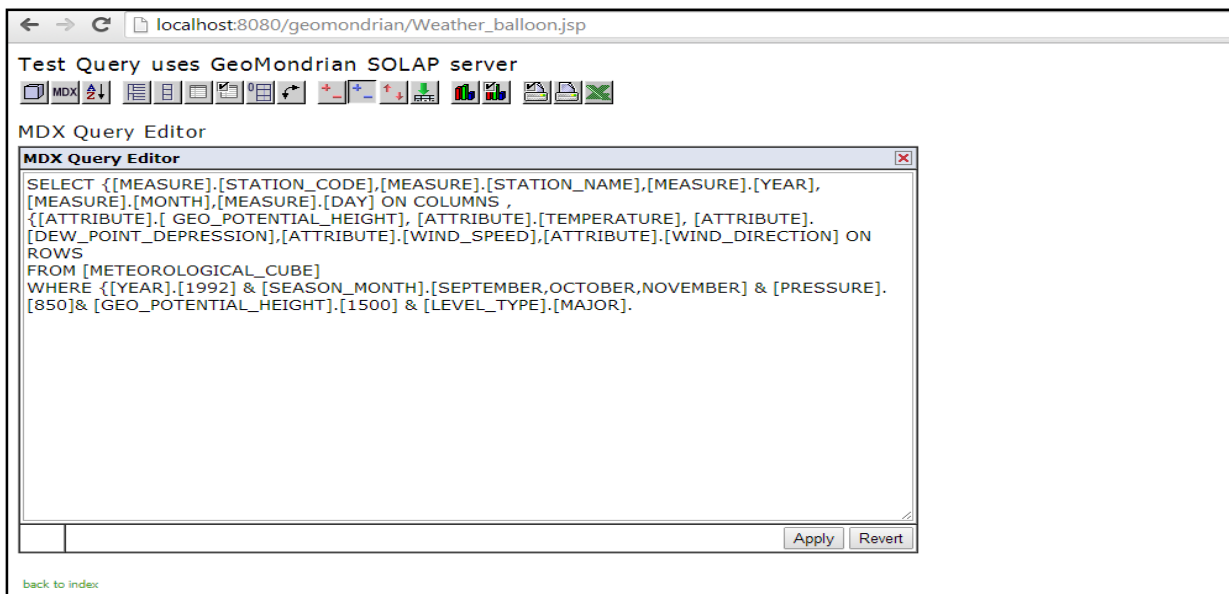 localhost:8080/geomondrian/Weather_balloon.jsp
Test Query uses GeoMondrian SOLAP server
MDX
MDX Query Editor
MDX Query Editor
SELECT {[MEASURE].[STATION_CODE],[MEASURE].[STATION_NAME],[MEASURE].[YEAR],
[MEASURE].[MONTH],[MEASURE].[DAY] ON COLUMNS ,
{[ATTRIBUTE].[ GEO_POTENTIAL_HEIGHT], [ATTRIBUTE].[TEMPERATURE], [ATTRIBUTE].
[DEW_POINT_DEPRESSION],[ATTRIBUTE].[WIND_SPEED],[ATTRIBUTE].[WIND_DIRECTION] ON
ROWS
FROM [METEOROLOGICAL_CUBE]
WHERE {[YEAR].[1992] & [SEASON_MONTH].[SEPTEMBER,OCTOBER,NOVEMBER] & [PRESSURE].
[850]& [GEO_POTENTIAL_HEIGHT].[1500] & [LEVEL_TYPE].[MAJOR].
Apply Revert
back to index